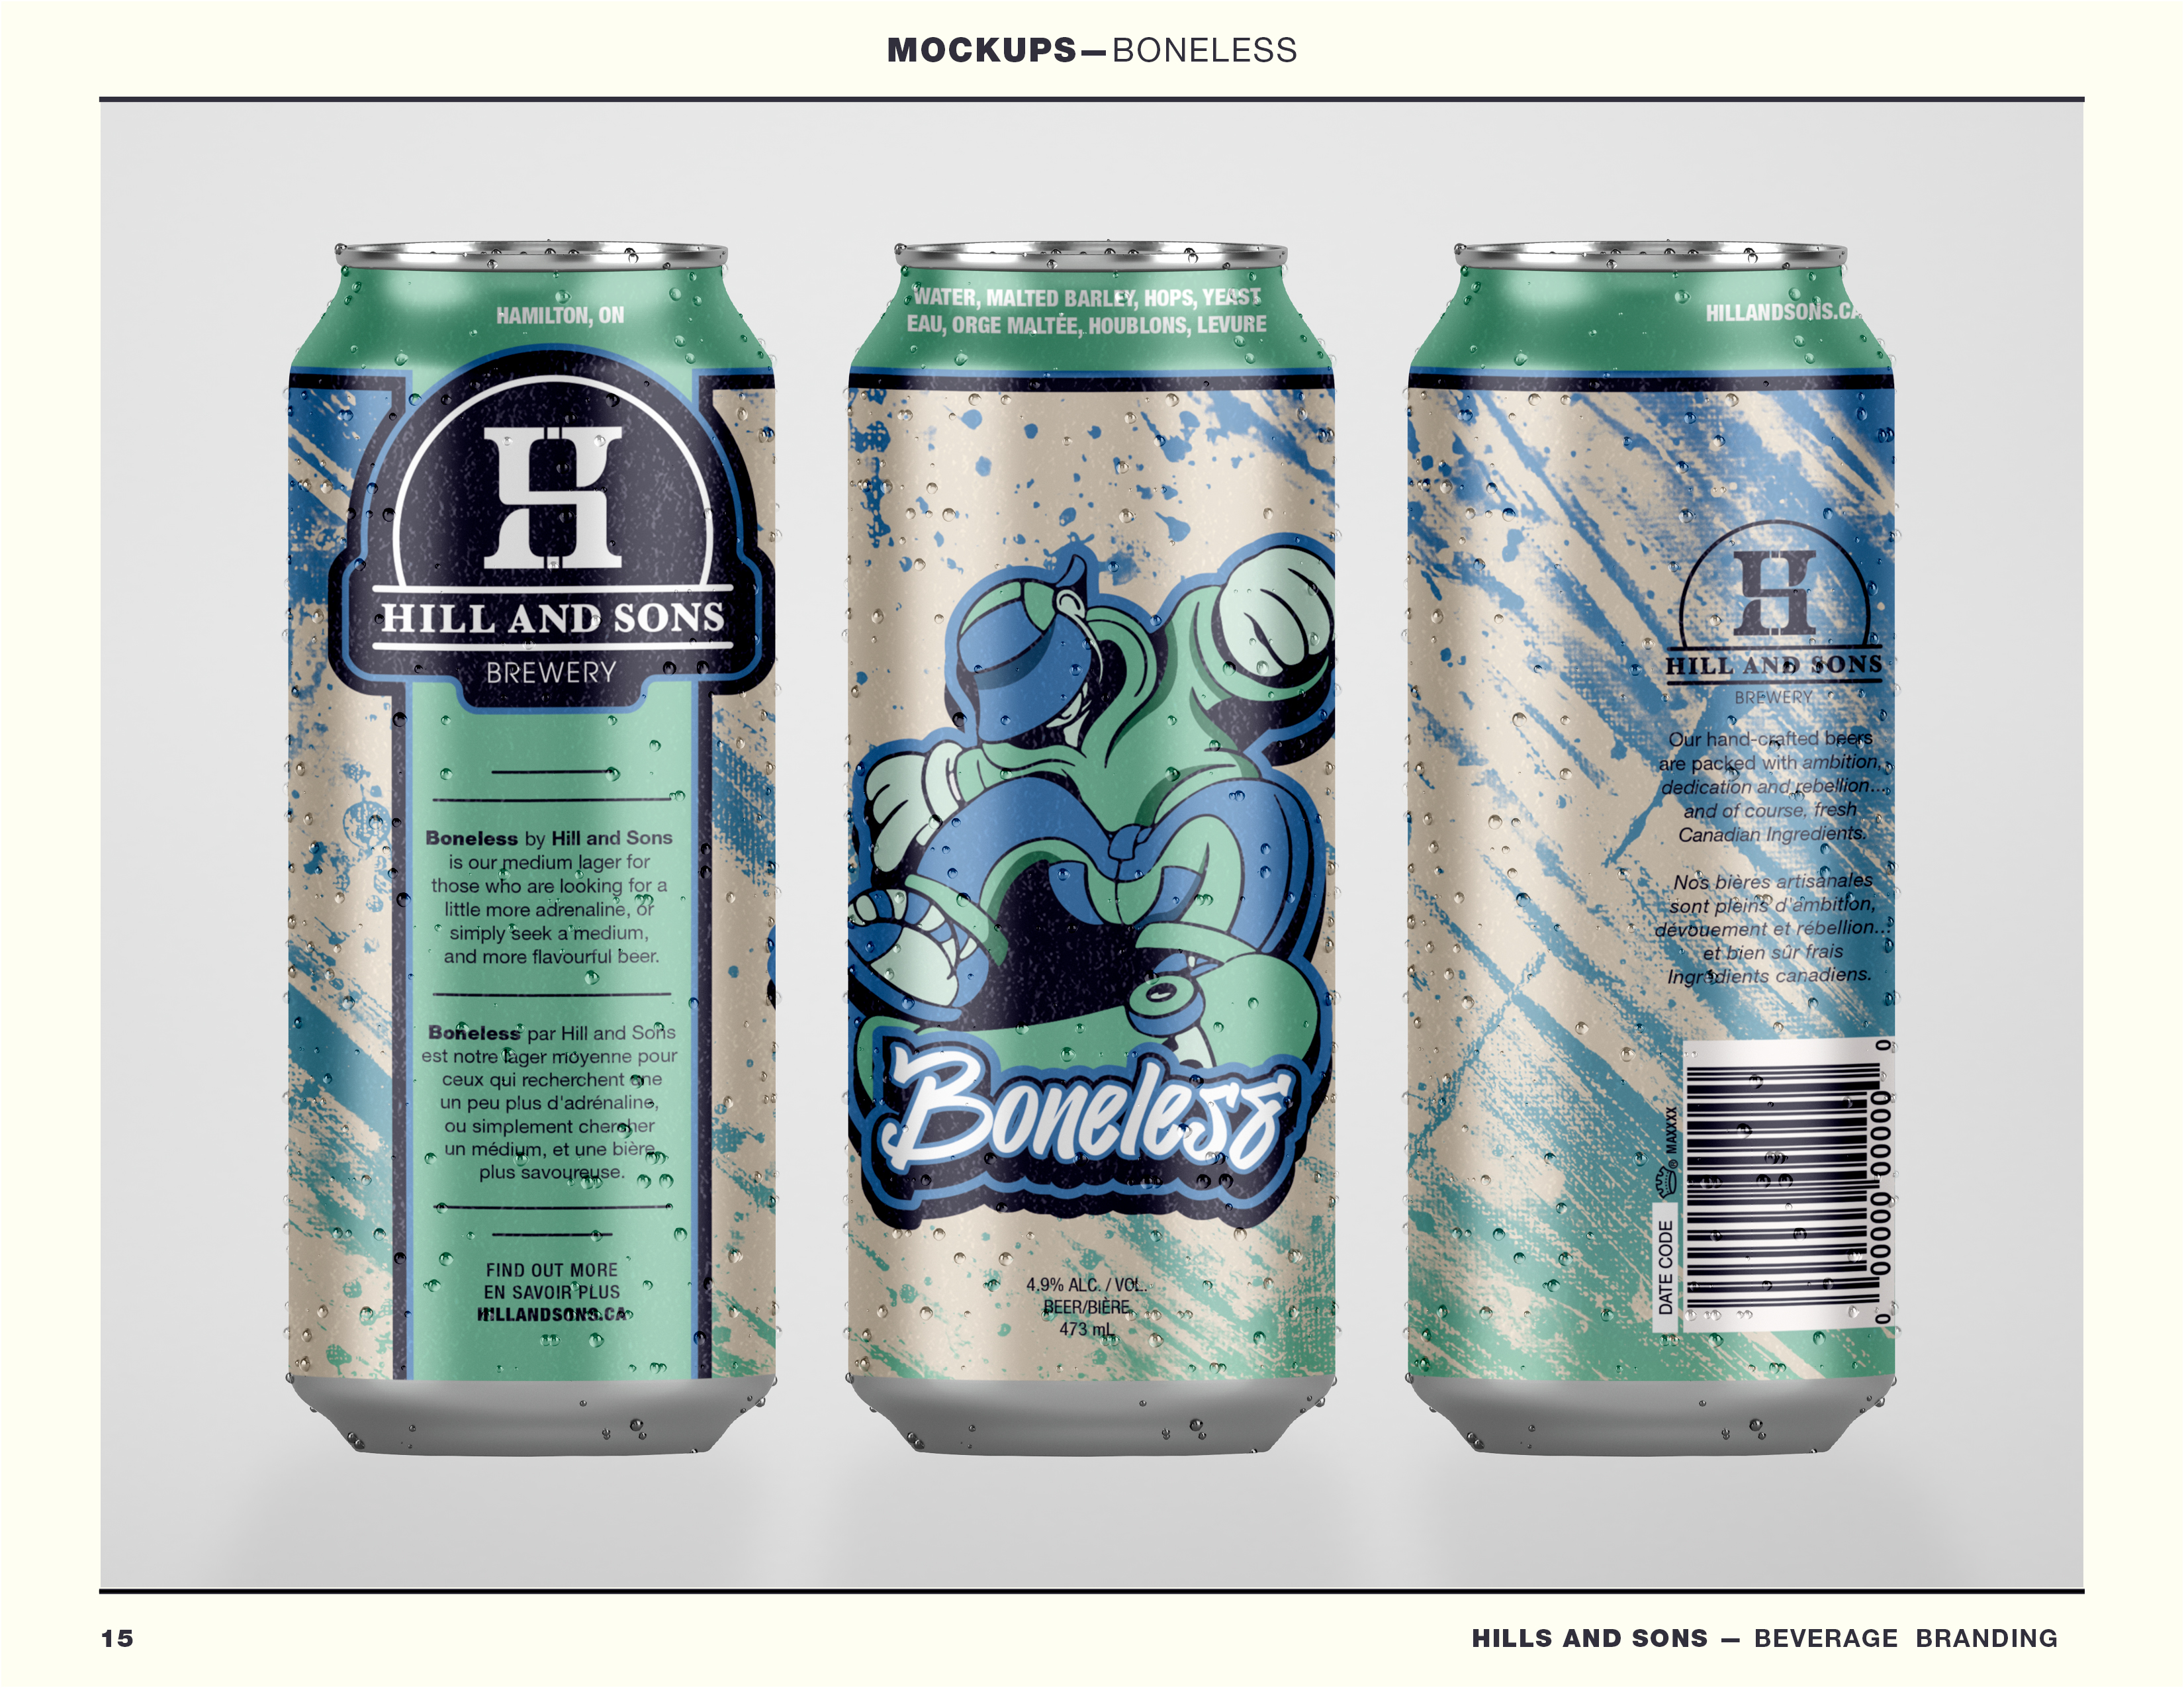 MOCKUPS—BONELESS
HAMILTON, ON
HILL AND SONS
BREWERY
Boneless by Hill and Sons
is our medium lager for
those who are looking for a
little more adrenaline, or
simply seek a medium,
and more flavourful beer.
Boneless par Hill and Sons
est notre lager moyenne pour
ceux qui recherchent one
un peu plus d'adrénaline,
ou simplement chercher
un médium, et une bière
plus savoureuse.
FIND OUT MORE
EN SAVOIR PLUS
HILLANDSONS.CA
WATER, MALTED BARLEY, HOPS, YEAST
EAU, ORGE MALTÉE, HOUBLONS, LEVURE
Boneless
4.9% ALC. / VOL.
BEER/BIÈRE
473 mL
HILLANDSONS.CA
HILL AND SONS
BREWERY
Our hand-crafted beers
are packed with ambition,
dedication and rebellion...
and of course, fresh
Canadian Ingredients.
Nos bières artisanales
sont pleins d'ambition,
dévouement et rébellion...
et bien sûr frais
Ingrédients canadiens.
DATE CODE
® MAXXXX
0 00000 00000 0
15
HILLS AND SONS — BEVERAGE BRANDING